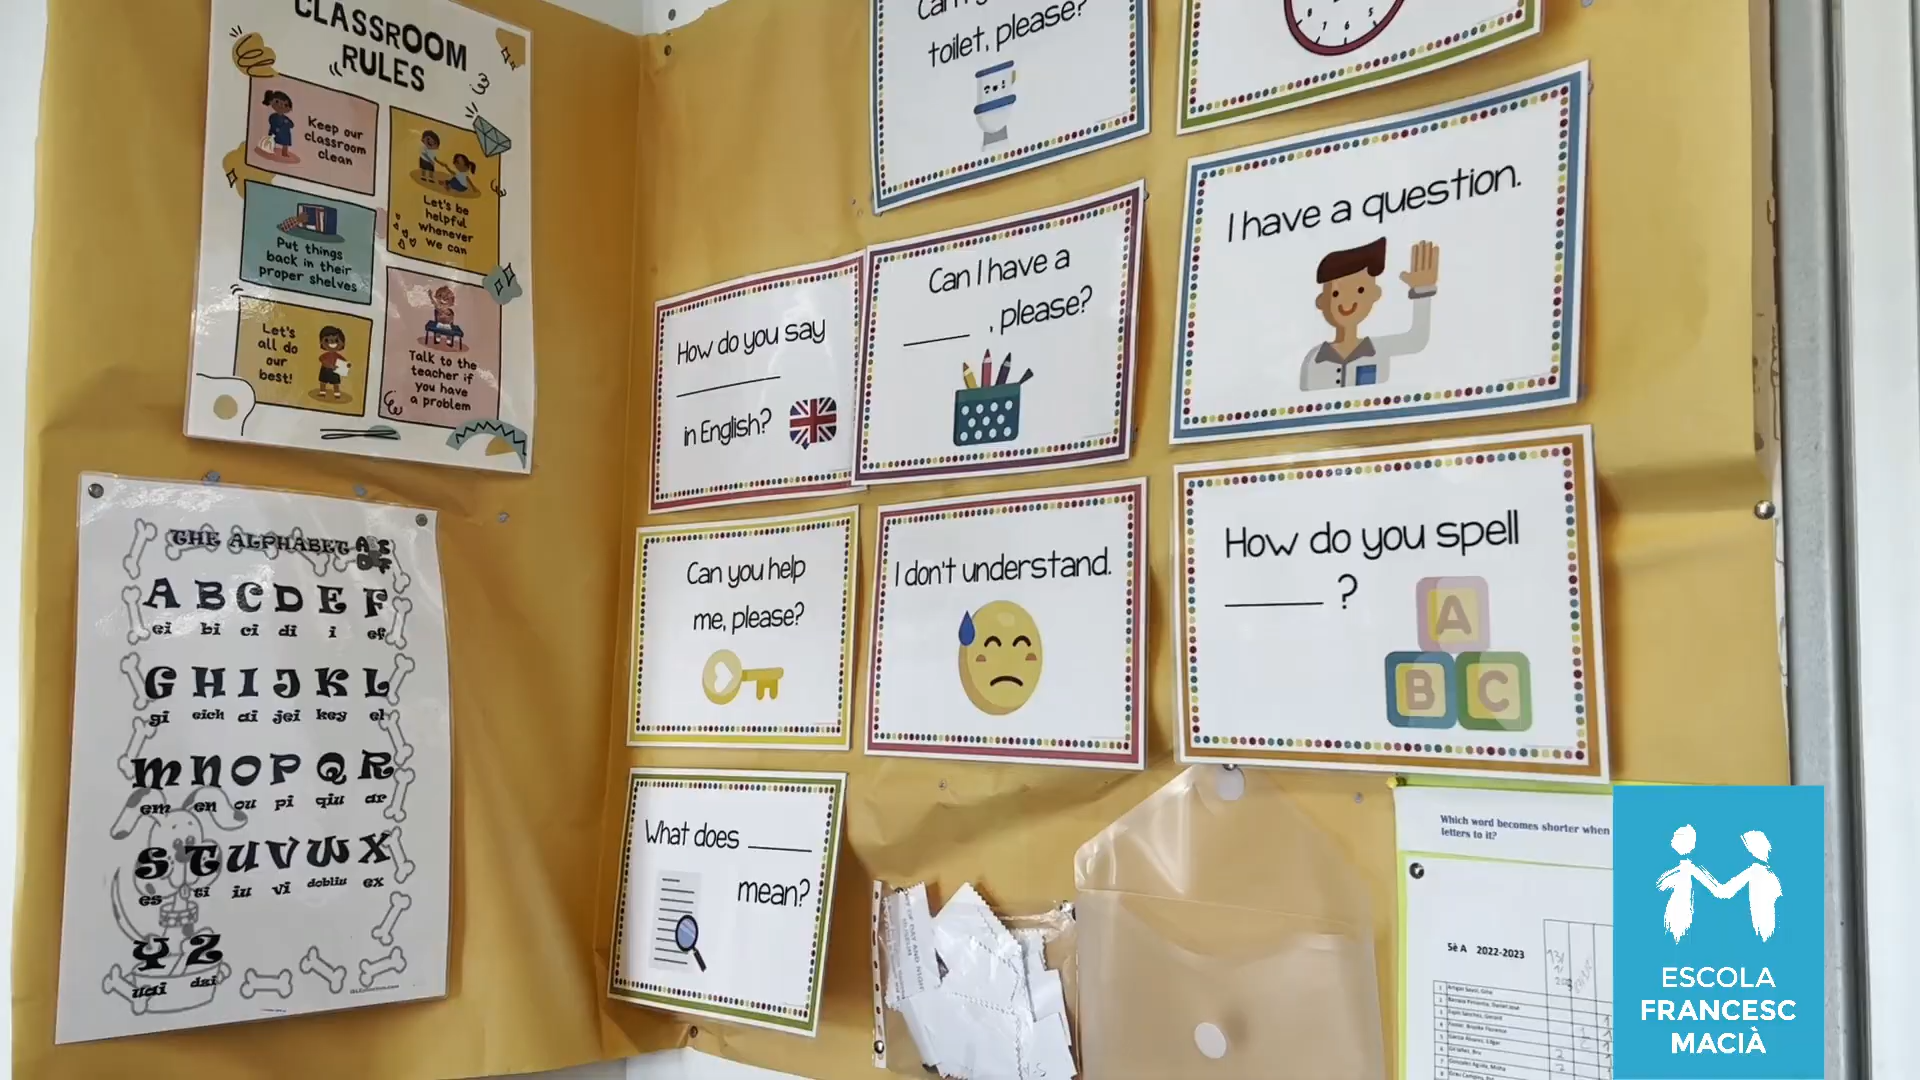 CLASSROOM
RULES
Keep our
classroom
clean
Let's be
helpful
whenever
we can
Put things
back in their
proper shelves
Let's
all do
our
best!
Talk to the
teacher if
you have
a problem
THE ALPHABET
A B C D E F
ei bi ci di i ef
G H I J K L
gi eich ai jei key el
M N O P Q R
em en ou pi qiu ar
S T U V W X
es ti iu vi dobliu ex
Y Z
uai dsi
toilet, please?
I have a question.
How do you say
in English?
Can I have a
____ , please?
Can you help
me, please?
I don't understand.
How do you spell
____ ?
A
B C
What does ____
mean?
Which word becomes shorter when
letters to it?
5è A 2022-2023
ESCOLA
FRANCESC
MACIÀ